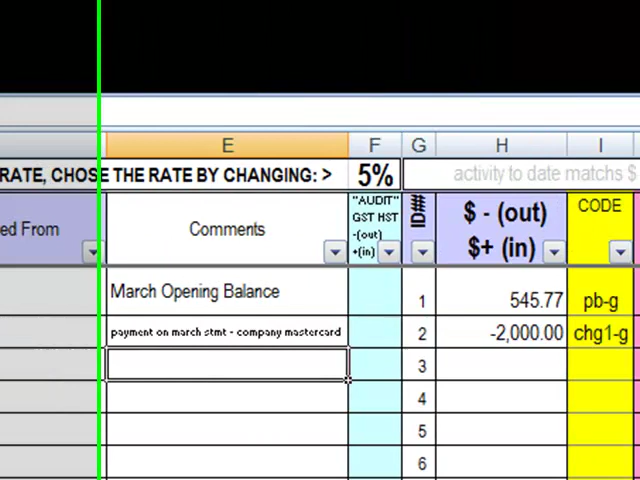 E F G H I
RATE, CHOSE THE RATE BY CHANGING: > 5% activity to date matchs $
ed From Comments "AUDIT" GST HST -(out) +(in) ID# $ - (out) $+ (in) CODE
March Opening Balance 1 545.77 pb-g
payment on march stmt - company mastercard 2 -2,000.00 chg1-g
3
4
5
6